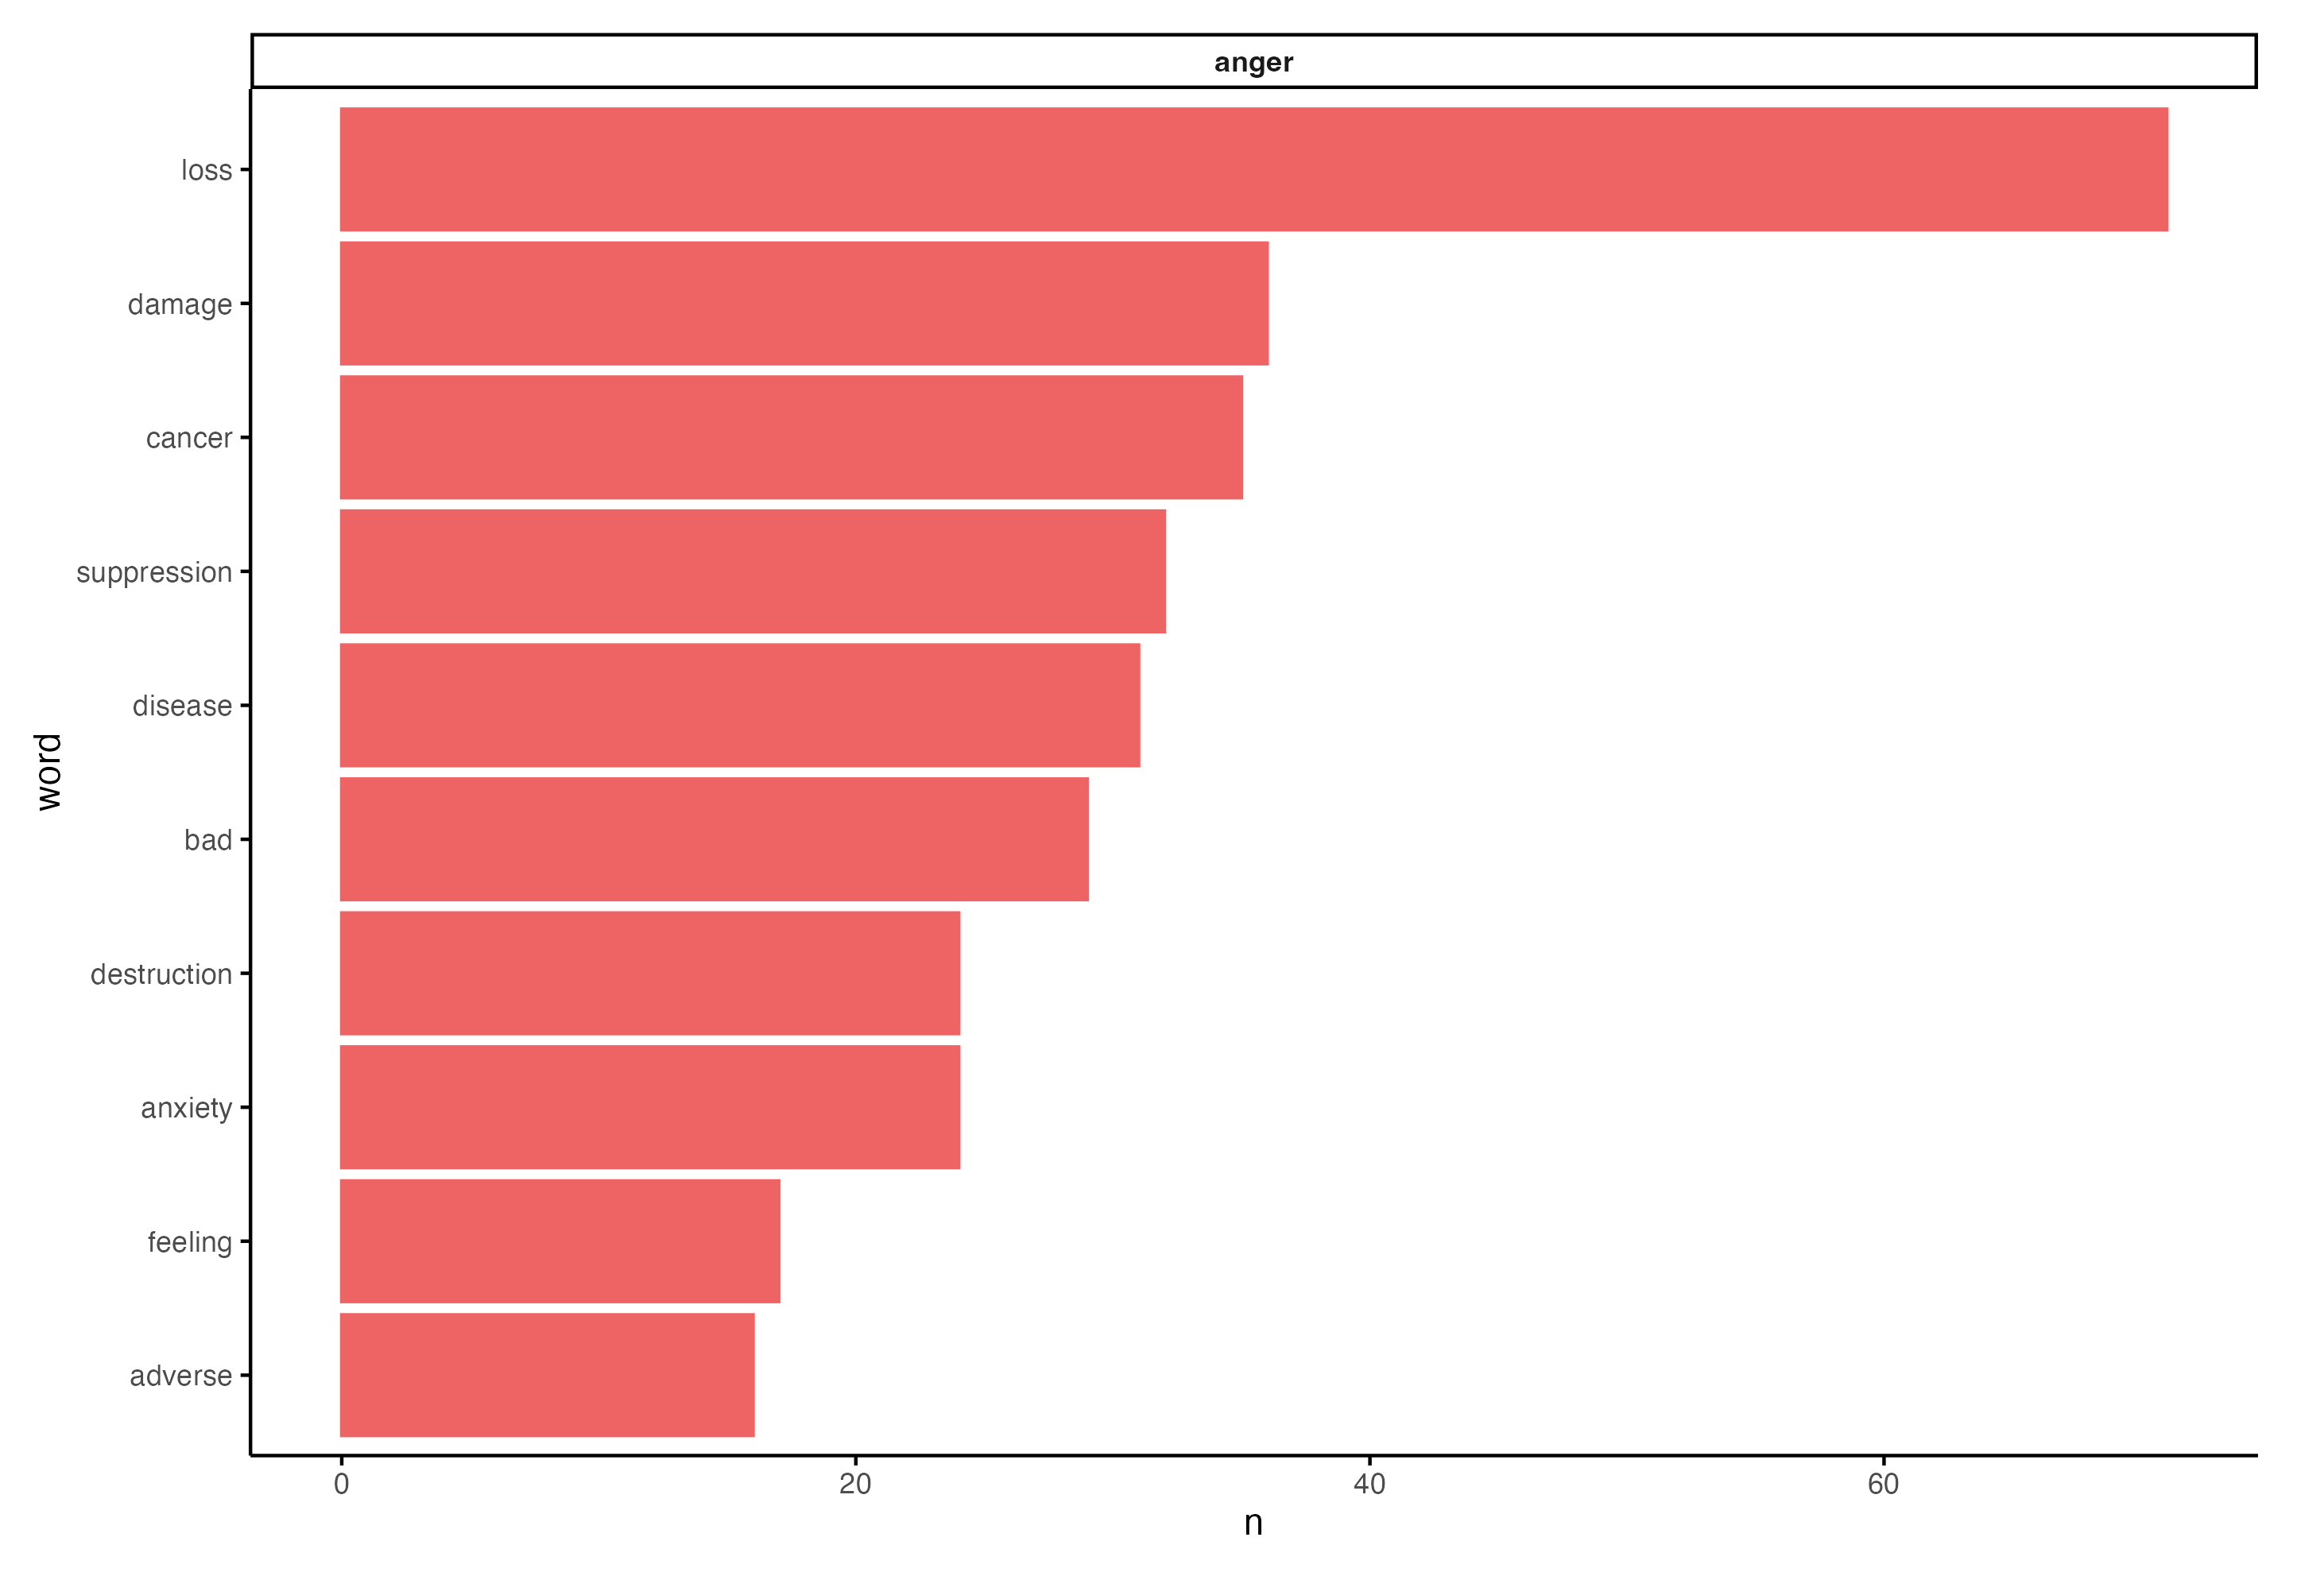 anger
loss
damage
cancer
suppression
disease
word
bad
destruction
anxiety
feeling
adverse
0 20 40 60
n